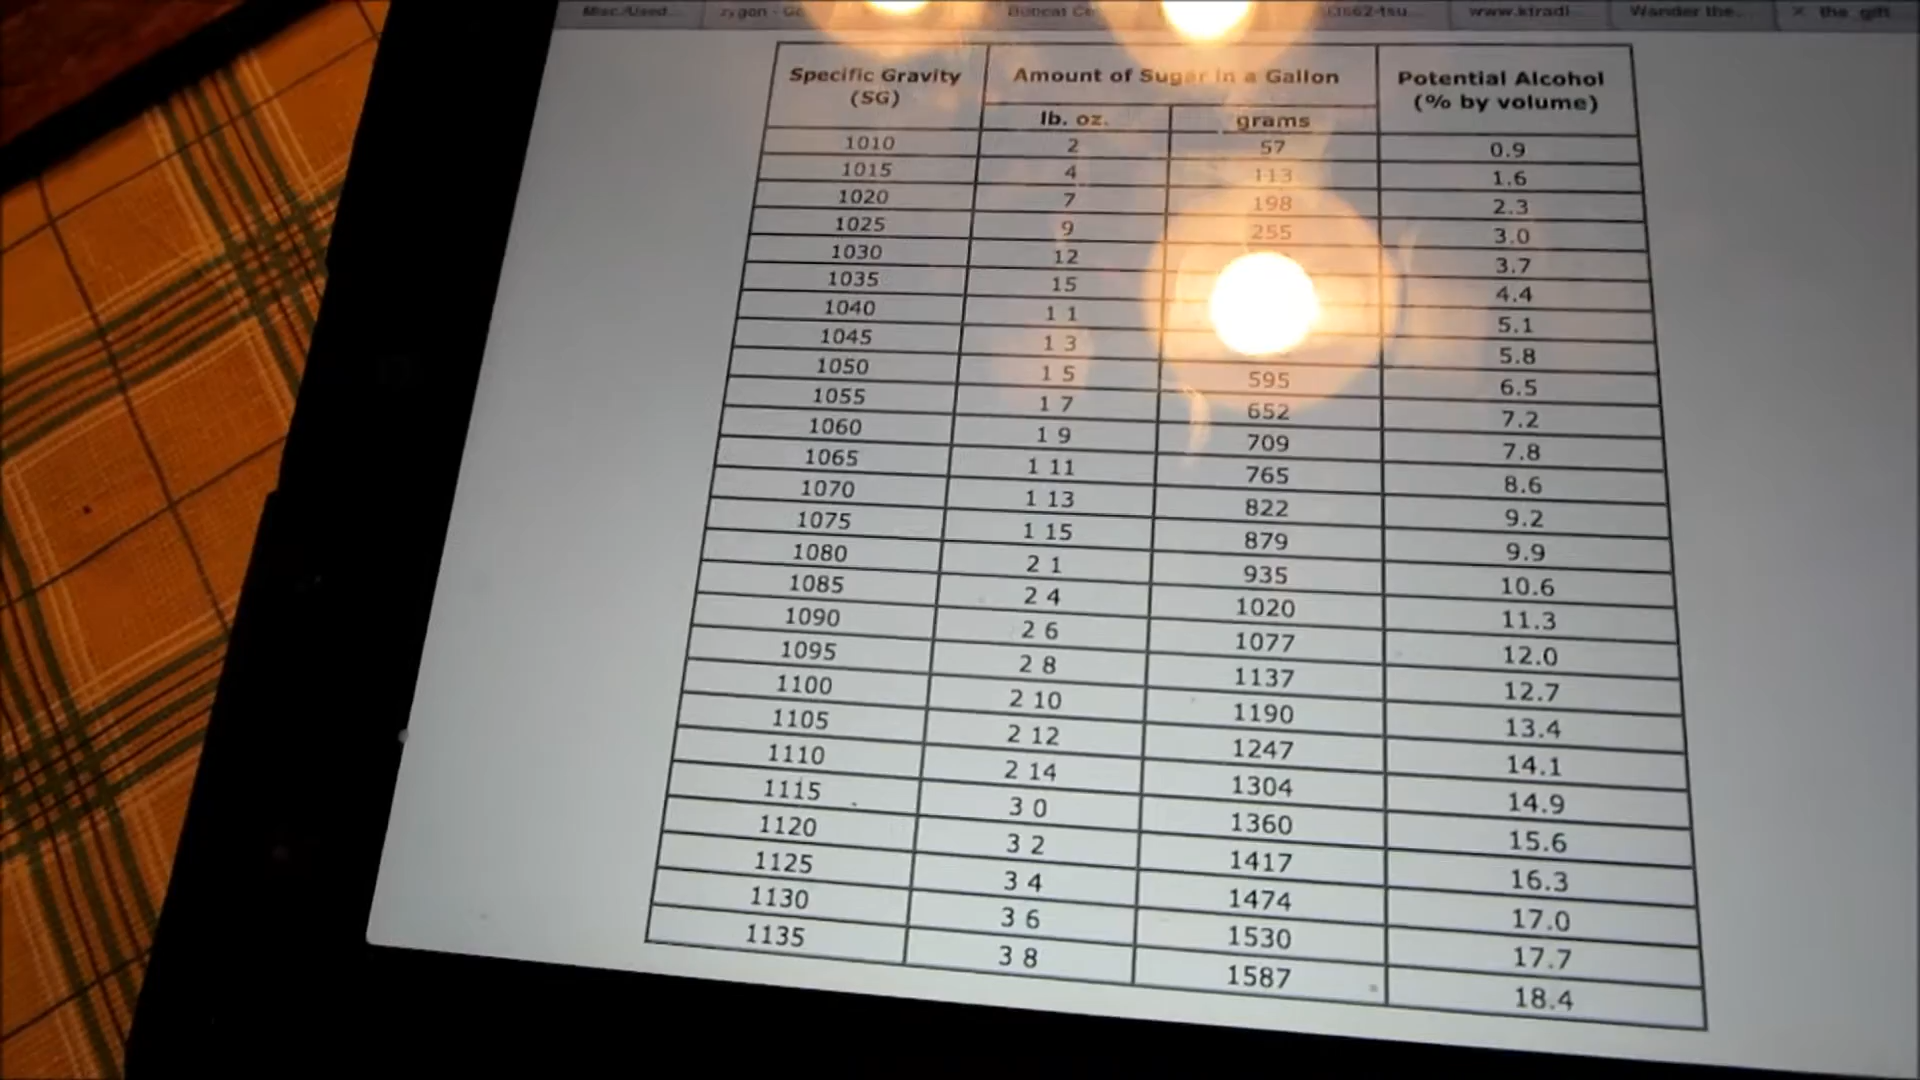 zygon - Go
Bobcat Ce
Wander the...
× the gift
Specific Gravity (SG) Amount of Sugar in a Gallon Potential Alcohol (% by volume)
lb. oz. grams
1010 2 57 0.9
1015 4 113 1.6
1020 7 198 2.3
1025 9 255 3.0
1030 12 3.7
1035 15 4.4
1040 1 1 5.1
1045 1 3 5.8
1050 1 5 595 6.5
1055 1 7 652 7.2
1060 1 9 709 7.8
1065 1 11 765 8.6
1070 1 13 822 9.2
1075 1 15 879 9.9
1080 2 1 935 10.6
1085 2 4 1020 11.3
1090 2 6 1077 12.0
1095 2 8 1137 12.7
1100 2 10 1190 13.4
1105 2 12 1247 14.1
1110 2 14 1304 14.9
1115 3 0 1360 15.6
1120 3 2 1417 16.3
1125 3 4 1474 17.0
1130 3 6 1530 17.7
1135 3 8 1587 18.4